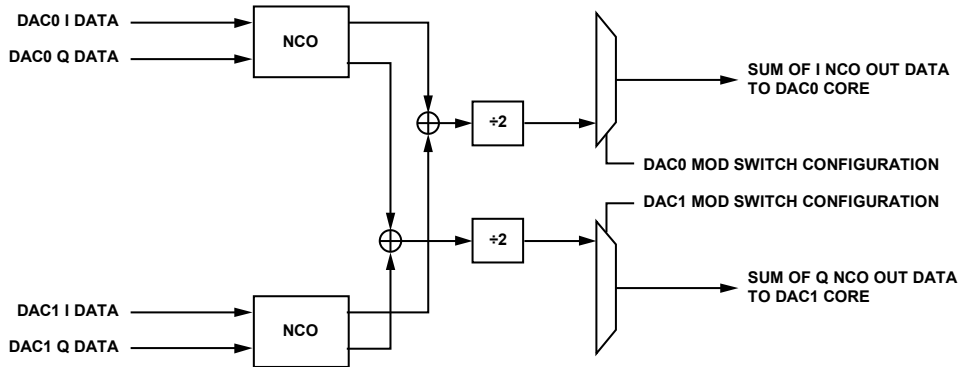 DAC0 I DATA
DAC0 Q DATA
NCO
SUM OF I NCO OUT DATA
TO DAC0 CORE
÷2
DAC0 MOD SWITCH CONFIGURATION
DAC1 MOD SWITCH CONFIGURATION
÷2
SUM OF Q NCO OUT DATA
TO DAC1 CORE
DAC1 I DATA
DAC1 Q DATA
NCO